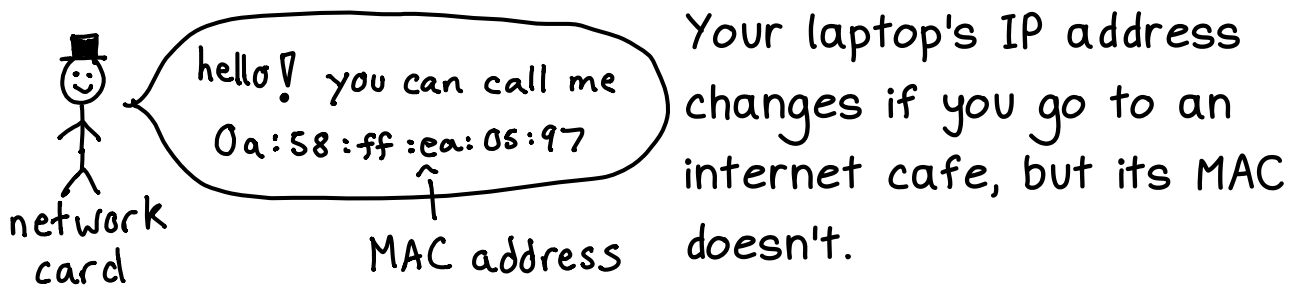 hello! you can call me
0a:58:ff:ea:05:97
network
card
MAC address
Your laptop's IP address
changes if you go to an
internet cafe, but its MAC
doesn't.